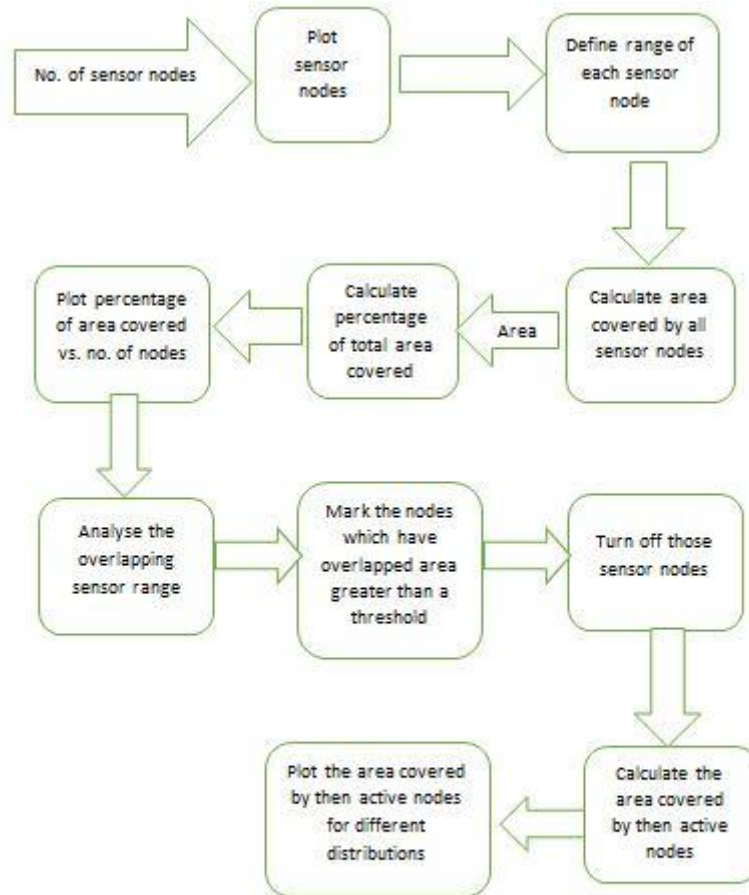 No. of sensor nodes
Plot
sensor
nodes
Define range of
each sensor
node
Calculate area
covered by all
sensor nodes
Area
Calculate
percentage
of total area
covered
Plot percentage
of area covered
vs. no. of nodes
Analyse the
overlapping
sensor range
Mark the nodes
which have
overlapped area
greater than a
threshold
Turn off those
sensor nodes
Calculate the
area covered
by then active
nodes
Plot the area covered
by then active nodes
for different
distributions